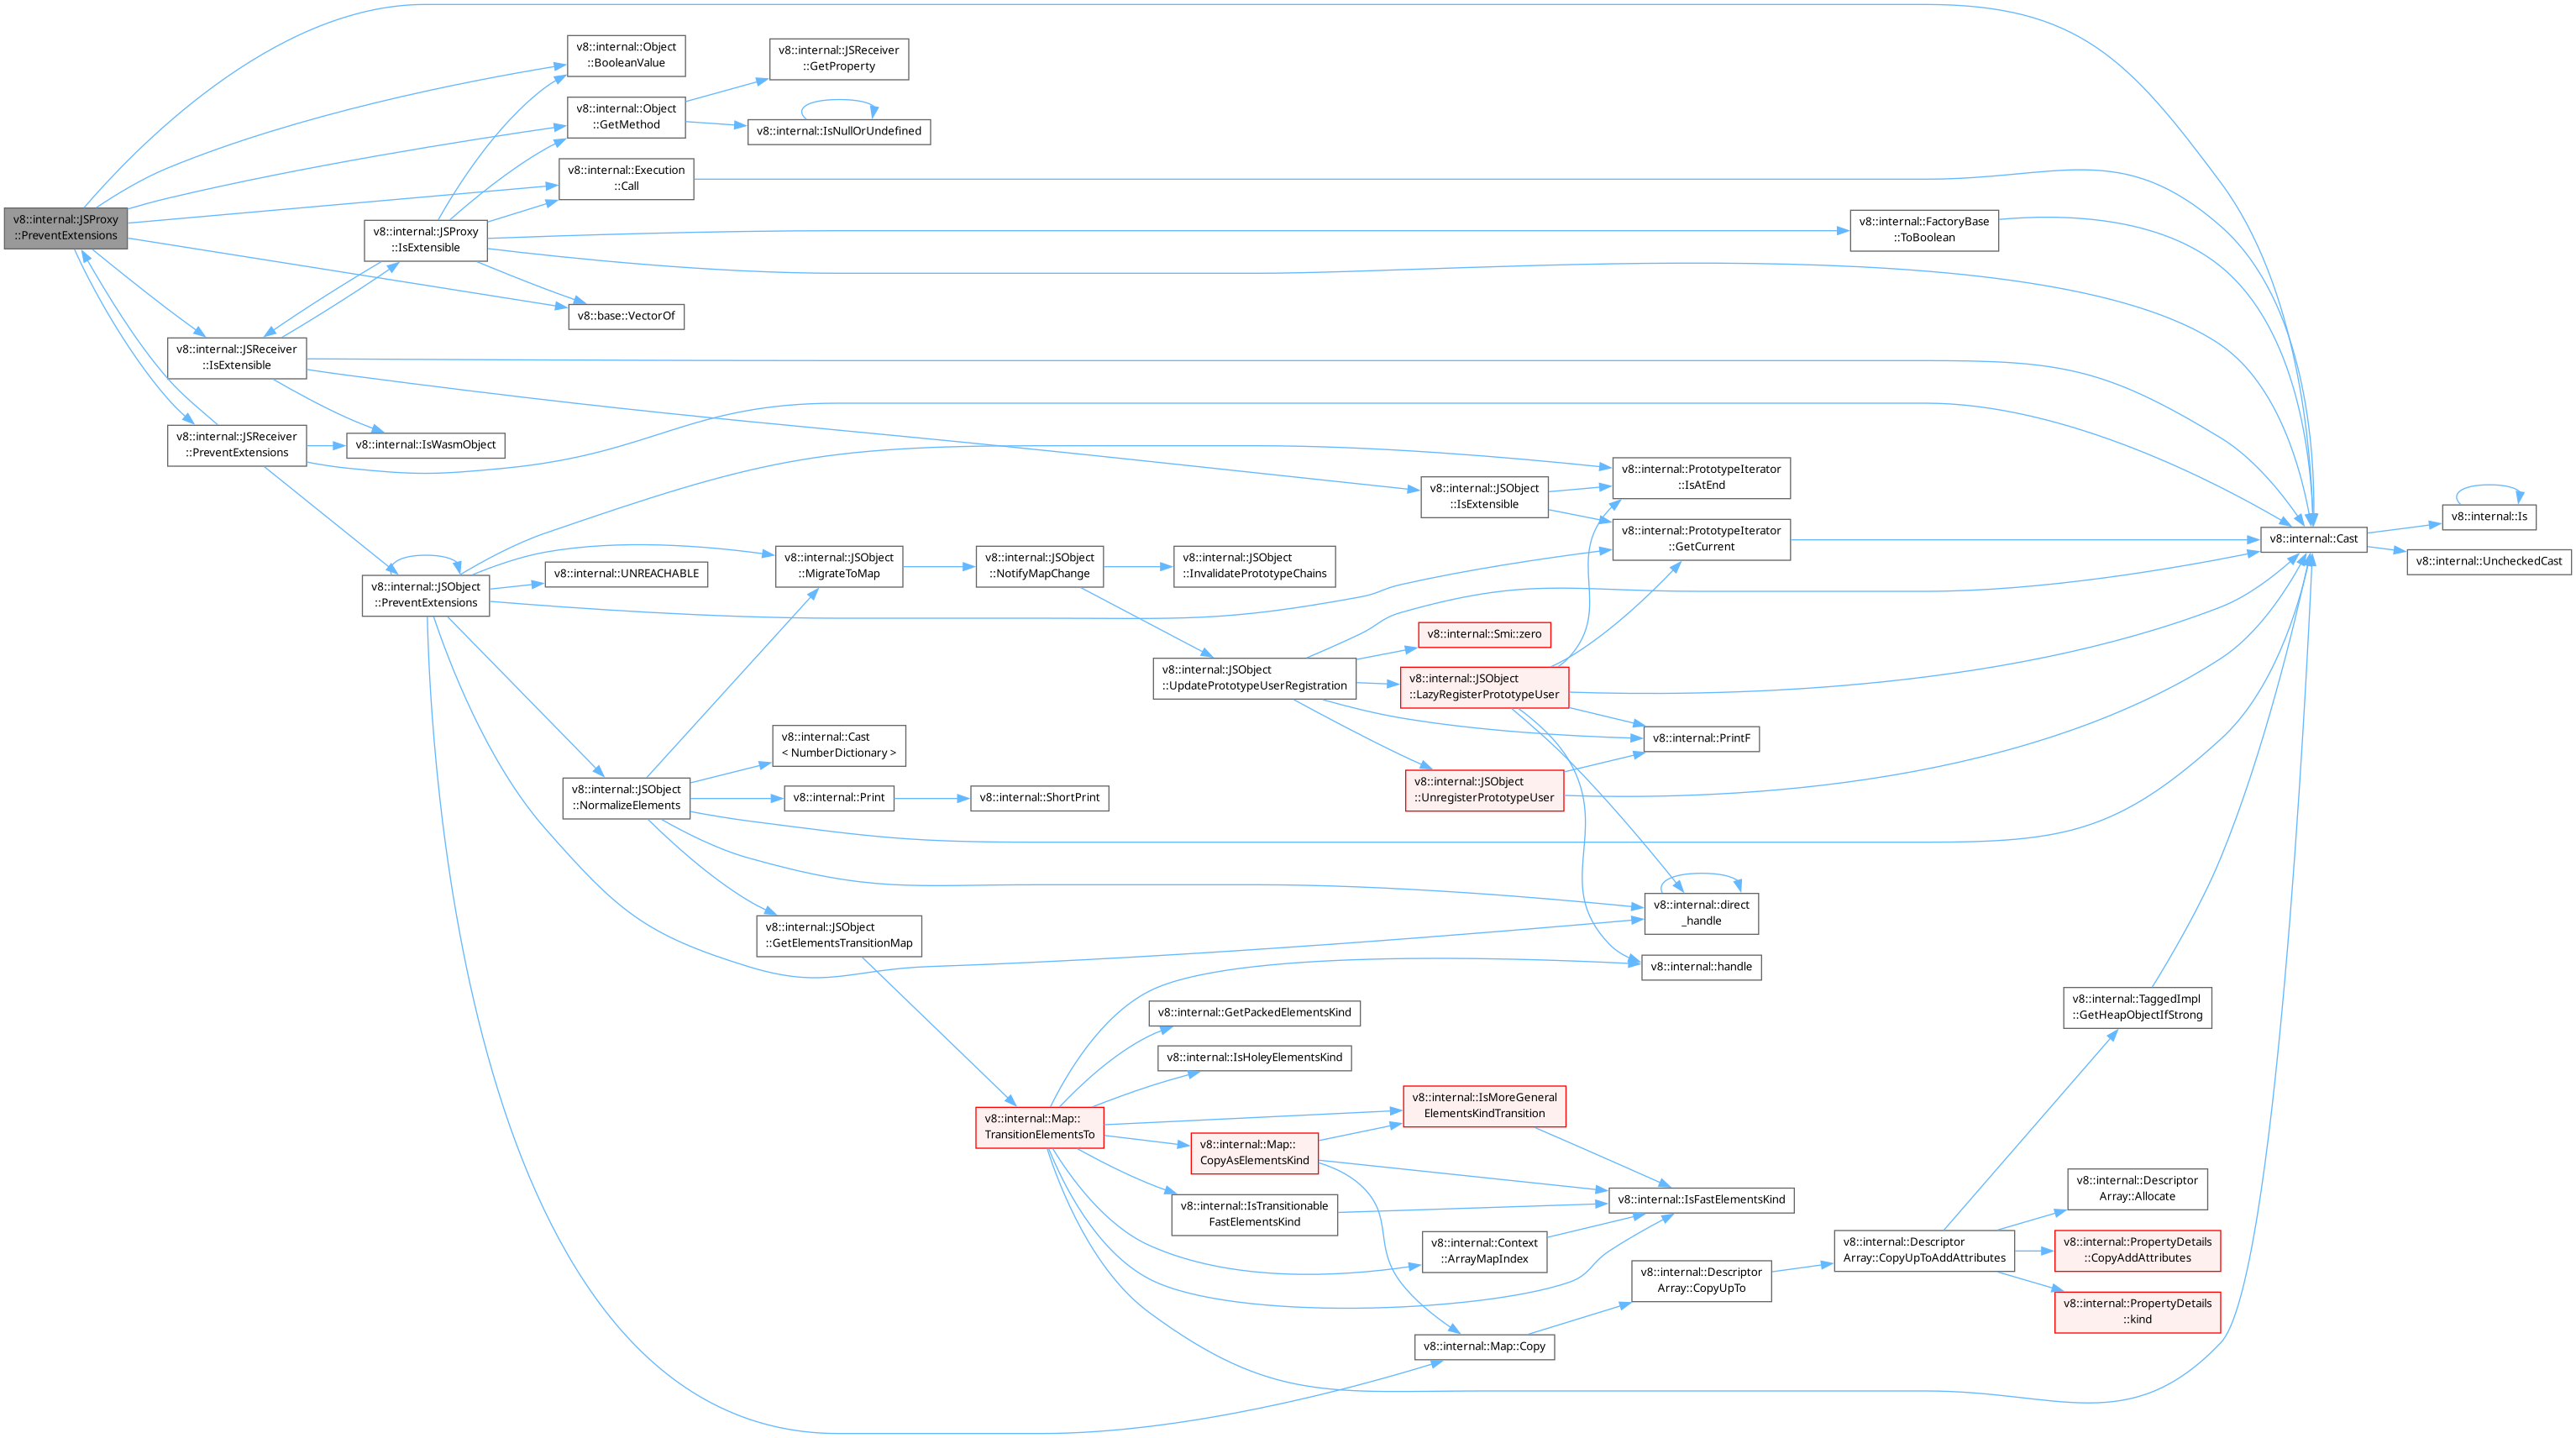 v8::internal::JSProxy
::PreventExtensions
v8::internal::Object
::BooleanValue
v8::internal::Object
::GetMethod
v8::internal::JSReceiver
::GetProperty
v8::internal::IsNullOrUndefined
v8::internal::Execution
::Call
v8::internal::JSProxy
::IsExtensible
v8::base::VectorOf
v8::internal::JSReceiver
::IsExtensible
v8::internal::JSReceiver
::PreventExtensions
v8::internal::IsWasmObject
v8::internal::FactoryBase
::ToBoolean
v8::internal::JSObject
::IsExtensible
v8::internal::PrototypeIterator
::IsAtEnd
v8::internal::PrototypeIterator
::GetCurrent
v8::internal::Cast
v8::internal::Is
v8::internal::UncheckedCast
v8::internal::JSObject
::PreventExtensions
v8::internal::UNREACHABLE
v8::internal::JSObject
::MigrateToMap
v8::internal::JSObject
::NotifyMapChange
v8::internal::JSObject
::InvalidatePrototypeChains
v8::internal::JSObject
::UpdatePrototypeUserRegistration
v8::internal::Smi::zero
v8::internal::JSObject
::LazyRegisterPrototypeUser
v8::internal::PrintF
v8::internal::JSObject
::UnregisterPrototypeUser
v8::internal::JSObject
::NormalizeElements
v8::internal::Cast
< NumberDictionary >
v8::internal::Print
v8::internal::ShortPrint
v8::internal::direct
_handle
v8::internal::JSObject
::GetElementsTransitionMap
v8::internal::handle
v8::internal::GetPackedElementsKind
v8::internal::IsHoleyElementsKind
v8::internal::Map::
TransitionElementsTo
v8::internal::IsMoreGeneral
ElementsKindTransition
v8::internal::Map::
CopyAsElementsKind
v8::internal::IsTransitionable
FastElementsKind
v8::internal::IsFastElementsKind
v8::internal::Context
::ArrayMapIndex
v8::internal::Map::Copy
v8::internal::Descriptor
Array::CopyUpTo
v8::internal::Descriptor
Array::CopyUpToAddAttributes
v8::internal::TaggedImpl
::GetHeapObjectIfStrong
v8::internal::Descriptor
Array::Allocate
v8::internal::PropertyDetails
::CopyAddAttributes
v8::internal::PropertyDetails
::kind